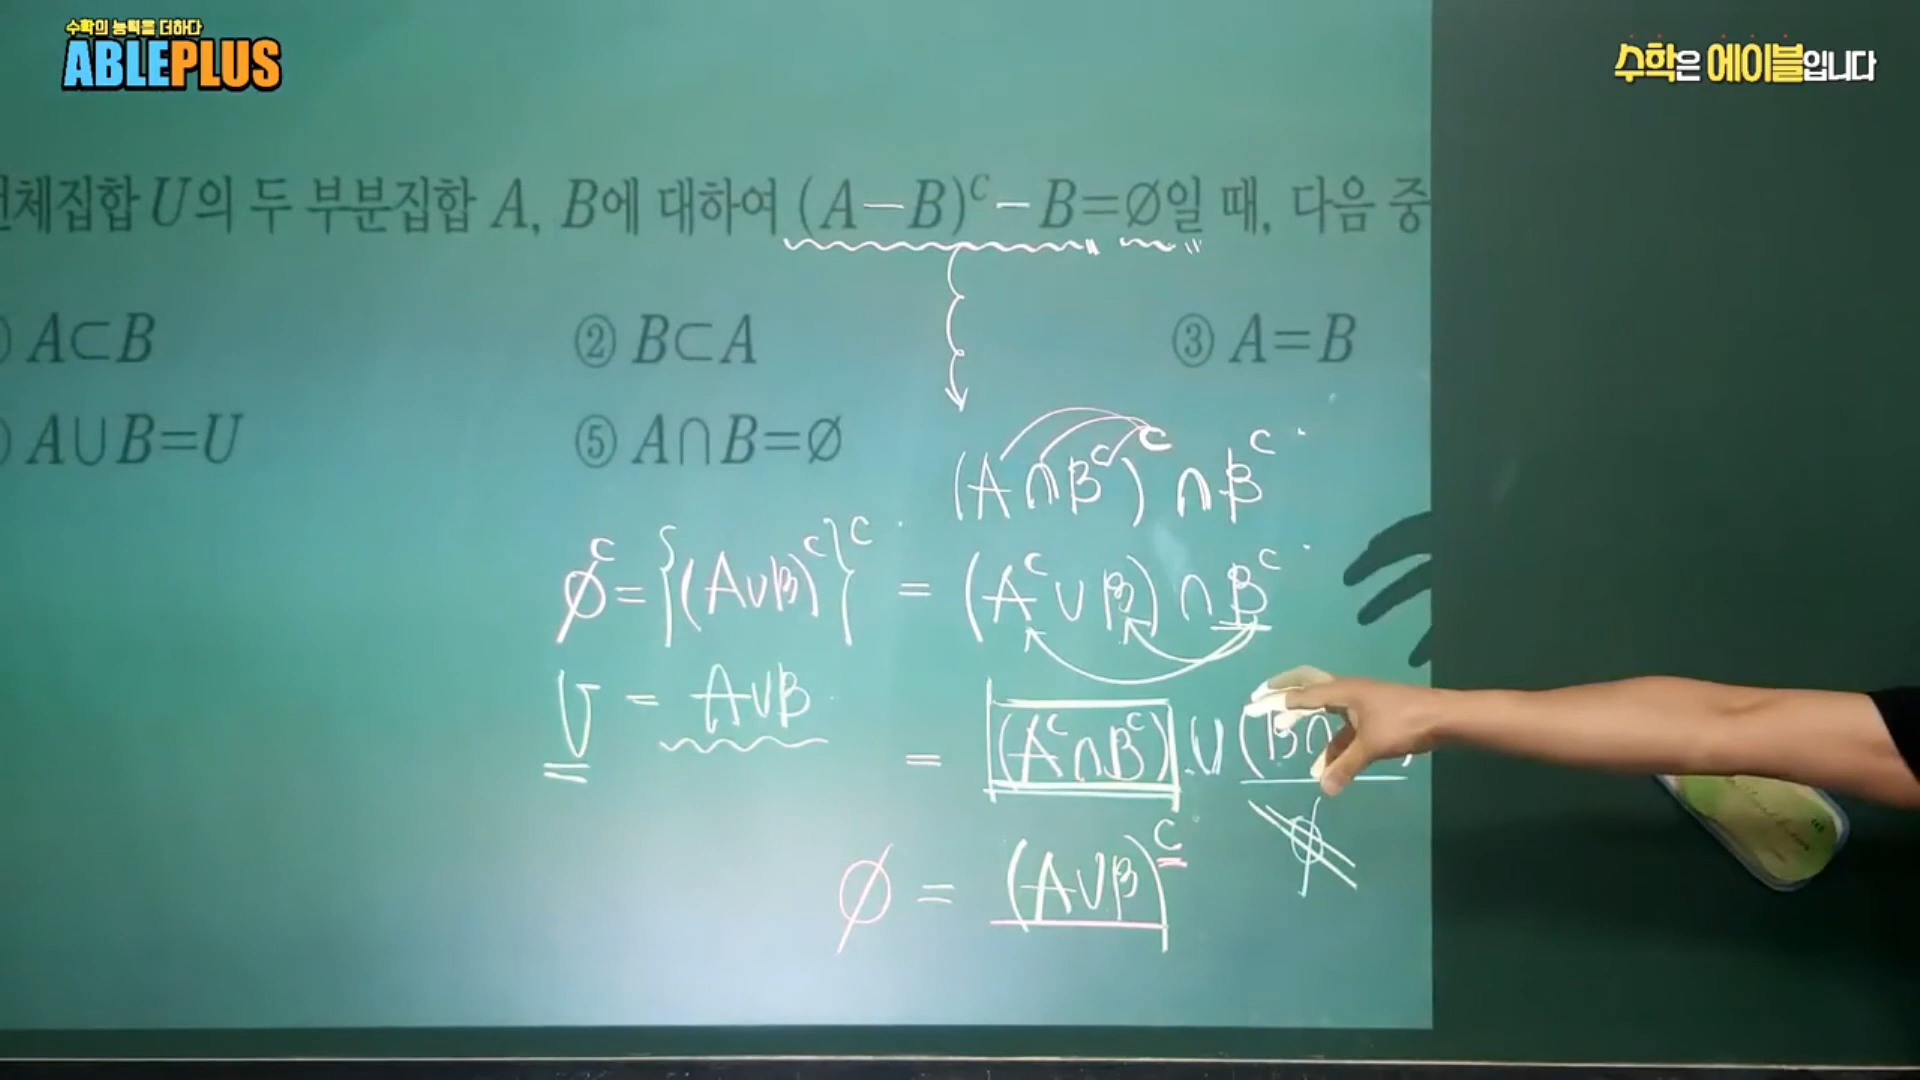 수학의 능력을 더하다
ABLEPLUS
수학은 에이블입니다
전체집합 U의 두 부분집합 A, B에 대하여 (A−B)^C−B=∅일 때, 다음 중
A⊂B
② B⊂A
③ A=B
A∪B=U
⑤ A∩B=∅
(A∩B^C)^C∩B^C
∅^C={(A∪B)^C}^C = (A^C∪B)∩B^C
U = A∪B
= (A^C∩B^C)∪(B∩
∅
∅ = (A∪B)^C